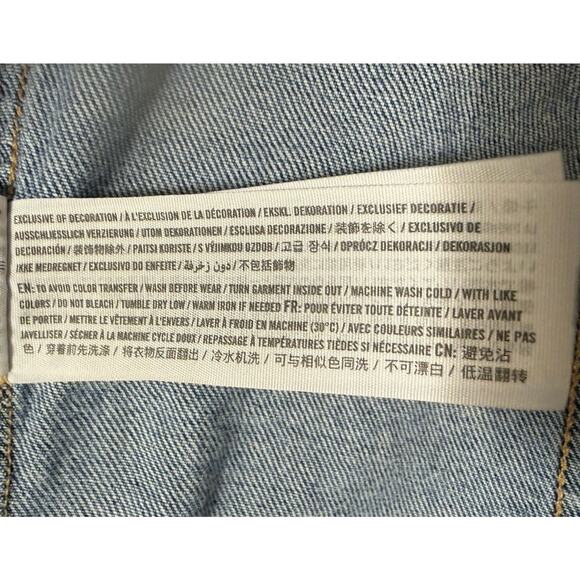 EXCLUSIVE OF DECORATION / À L'EXCLUSION DE LA DÉCORATION / EKSKL. DEKORATION / EXCLUSIEF DECORATIE /
AUSSCHLIESSLICH VERZIERUNG / UTOM DEKORATIONEN / ESCLUSA DECORAZIONE / 装飾を除く / EXCLUSIVO DE
DECORACIÓN / 装饰物除外 / PAITSI KORISTE / S VÝJIMKOU OZDOB / 고급 장식 / OPRÓCZ DEKORACJI / DEKORASJON
IKKE MEDREGNET / EXCLUSIVO DO ENFEITE / دون زخرفة / 不包括飾物
EN: TO AVOID COLOR TRANSFER / WASH BEFORE WEAR / TURN GARMENT INSIDE OUT / MACHINE WASH COLD / WITH LIKE
COLORS / DO NOT BLEACH / TUMBLE DRY LOW / WARM IRON IF NEEDED FR: POUR ÉVITER TOUTE DÉTEINTE / LAVER AVANT
DE PORTER / METTRE LE VÊTEMENT À L'ENVERS / LAVER À FROID EN MACHINE (30°C) / AVEC COULEURS SIMILAIRES / NE PAS
JAVELLISER / SÉCHER À LA MACHINE CYCLE DOUX / REPASSAGE À TEMPÉRATURES TIÈDES SI NÉCESSAIRE CN: 避免沾
色 / 穿着前先洗涤 / 将衣物反面翻出 / 冷水机洗 / 可与相似色同洗 / 不可漂白 / 低温翻转